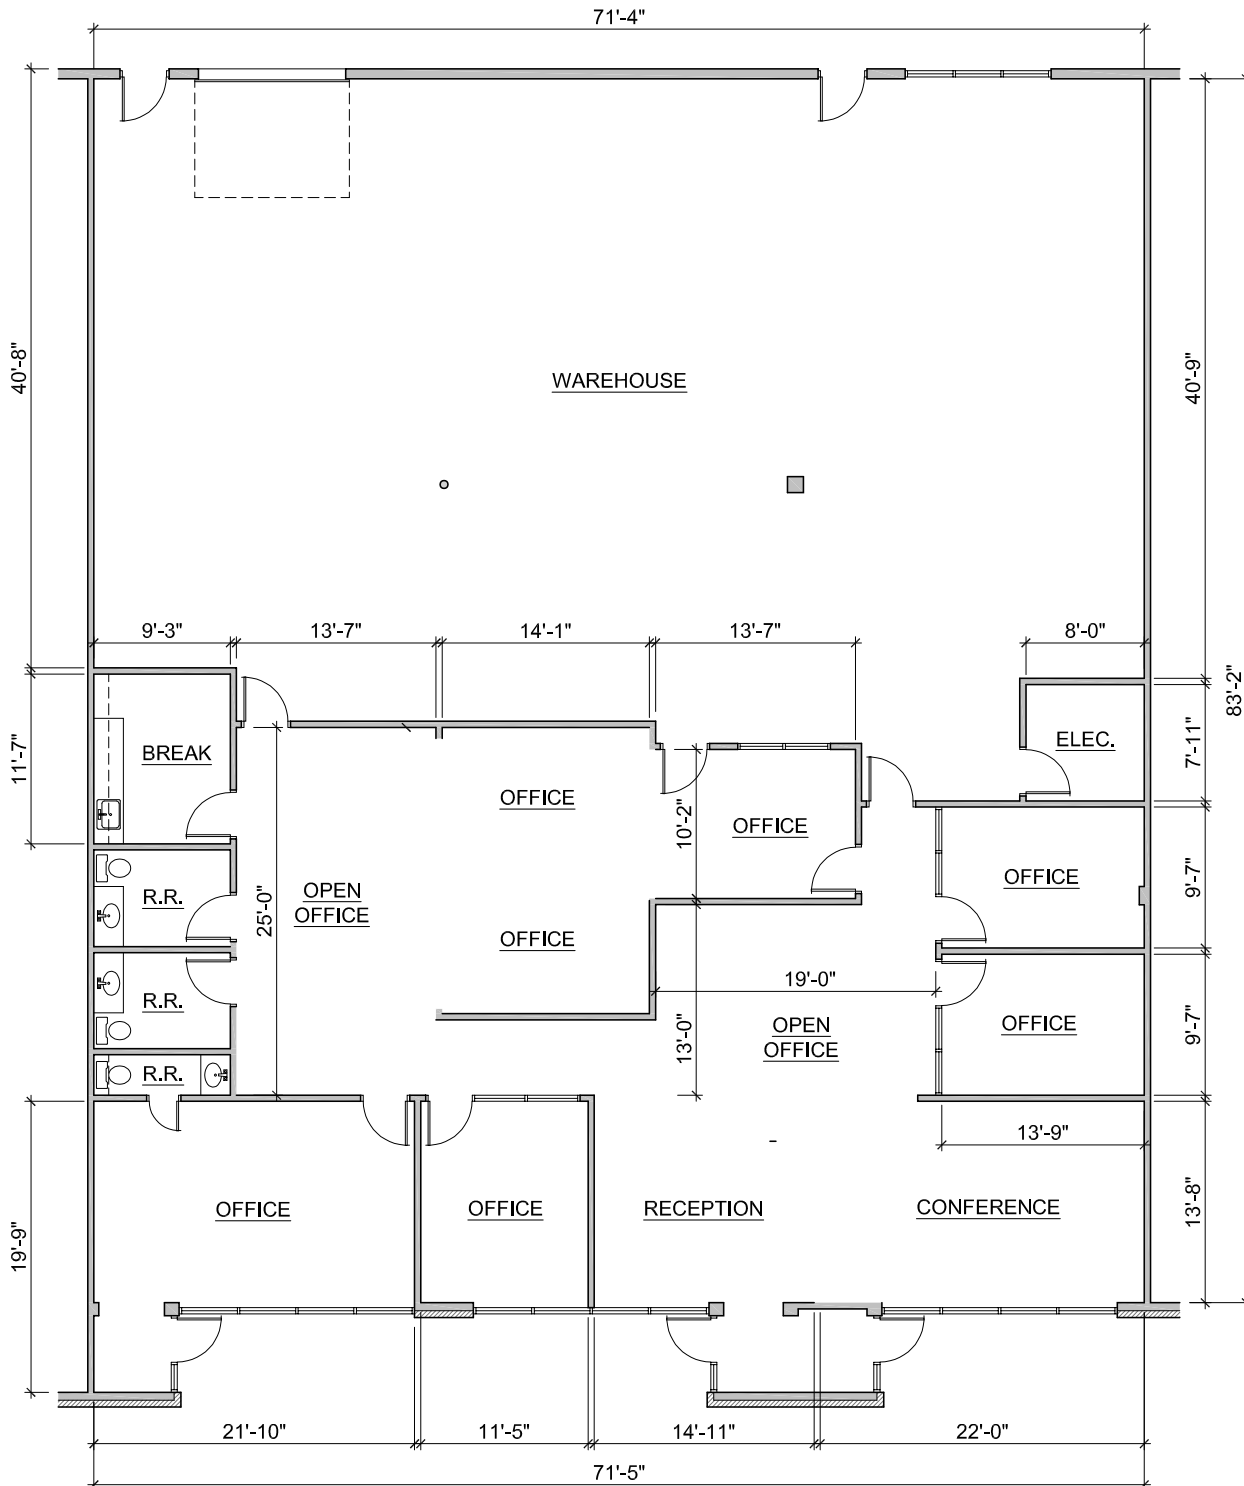 71'-4"
40'-8"
40'-9"
WAREHOUSE
9'-3"
13'-7"
14'-1"
13'-7"
8'-0"
83'-2"
11'-7"
BREAK
ELEC.
7'-11"
OFFICE
OFFICE
10'-2"
OFFICE
9'-7"
R.R.
OPEN
OFFICE
25'-0"
OFFICE
19'-0"
R.R.
OPEN
OFFICE
13'-0"
OFFICE
9'-7"
R.R.
13'-9"
OFFICE
OFFICE
RECEPTION
CONFERENCE
13'-8"
19'-9"
21'-10"
11'-5"
14'-11"
22'-0"
71'-5"